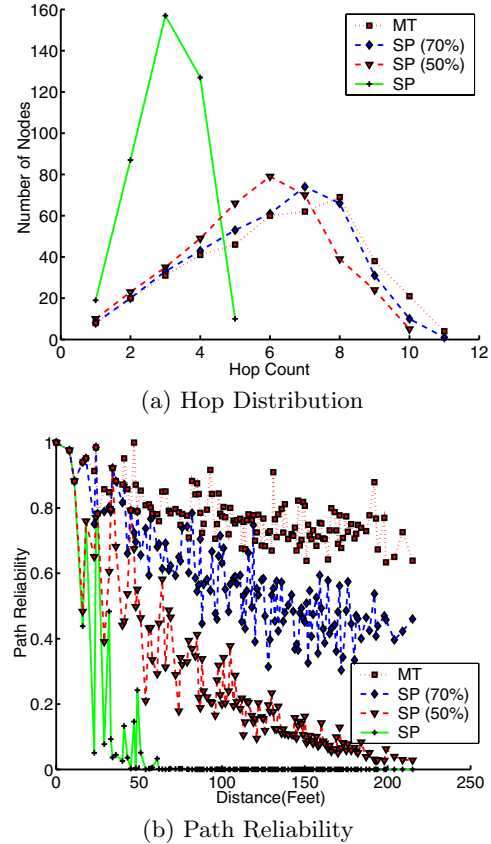 160
140
120
100
80
60
40
20
0
Number of Nodes
MT
SP (70%)
SP (50%)
SP
0 2 4 6 8 10 12
Hop Count
(a) Hop Distribution
1
0.8
0.6
0.4
0.2
0
Path Reliability
MT
SP (70%)
SP (50%)
SP
0 50 100 150 200 250
Distance(Feet)
(b) Path Reliability